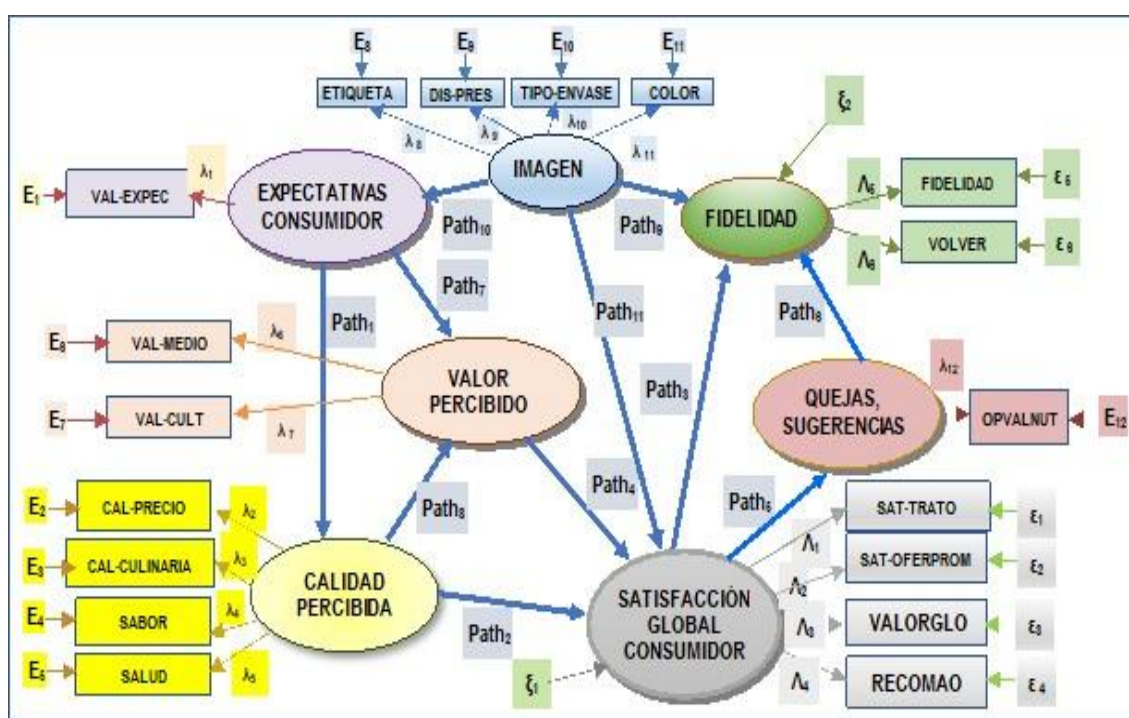 E₈ E₉ E₁₀ E₁₁
ETIQUETA DIS-PRES TIPO-ENVASE COLOR
λ₈ λ₉ λ₁₀ λ₁₁
ξ₂
IMAGEN
E₁ VAL-EXPEC λ₁
EXPECTATIVAS
CONSUMIDOR
FIDELIDAD
Λ₅ FIDELIDAD ε₅
Λ₆ VOLVER ε₆
Path₁₀
Path₉
Path₇
Path₁
Path₁₁
Path₃
Path₆
E₆ VAL-MEDIO λ₆
E₇ VAL-CULT λ₇
VALOR
PERCIBIDO
QUEJAS,
SUGERENCIAS
λ₁₂
OPVALNUT E₁₂
Path₈
Path₄
Path₅
E₂ CAL-PRECIO λ₂
E₃ CAL-CULINARIA λ₃
E₄ SABOR λ₄
E₅ SALUD λ₅
CALIDAD
PERCIBIDA
Path₂
SATISFACCIÓN
GLOBAL
CONSUMIDOR
ξ₁
Λ₁ SAT-TRATO ε₁
Λ₂ SAT-OFERPROM ε₂
Λ₃ VALORGLO ε₃
Λ₄ RECOMAO ε₄